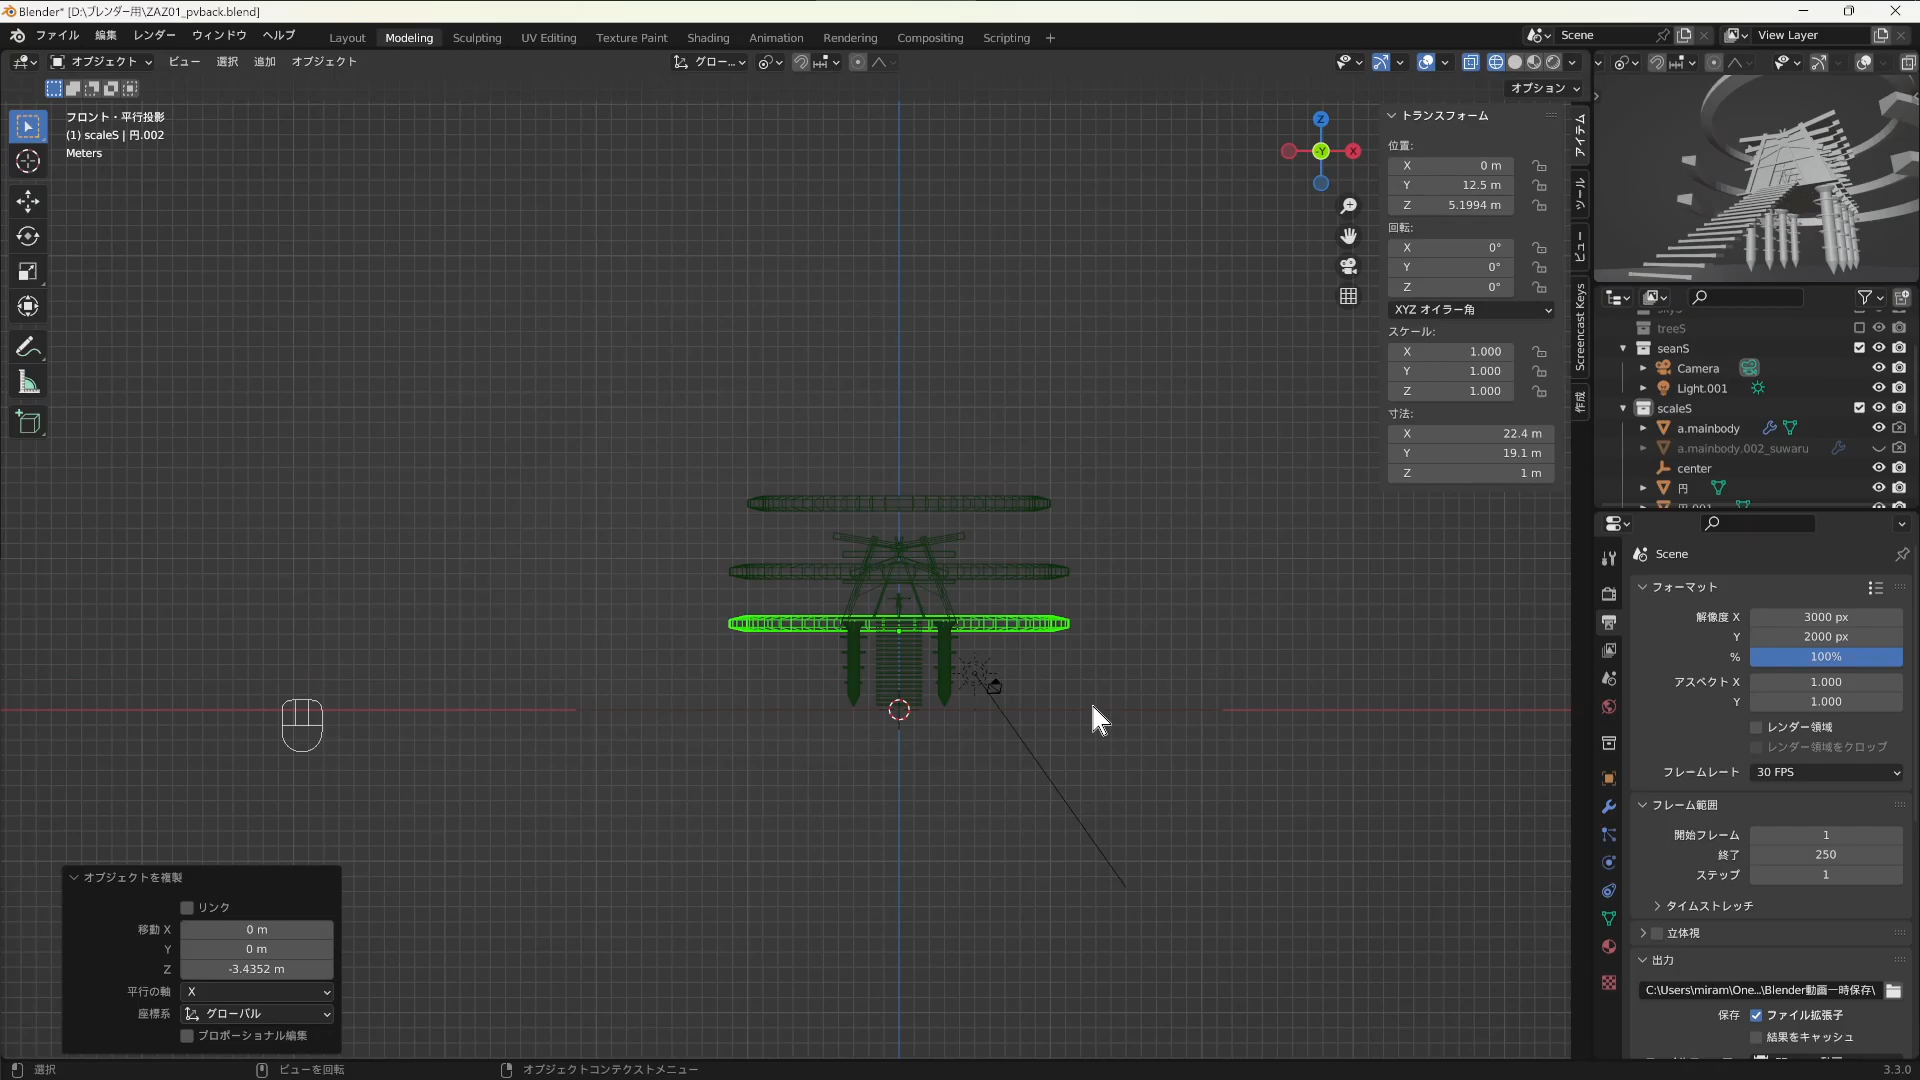 Blender* [D:\ブレンダー用\ZAZ01_pvback.blend]
ファイル 編集 レンダー ウィンドウ ヘルプ Layout Modeling Sculpting UV Editing Texture Paint Shading Animation Rendering Compositing Scripting + Scene View Layer
オブジェクト ビュー 選択 追加 オブジェクト グロー...
オプション
フロント・平行投影
(1) scaleS | 円.002
Meters
Z
-Y
X
トランスフォーム
位置:
X 0 m
Y 12.5 m
Z 5.1994 m
回転:
X 0°
Y 0°
Z 0°
XYZ オイラー角
スケール:
X 1.000
Y 1.000
Z 1.000
寸法:
X 22.4 m
Y 19.1 m
Z 1 m
アイテム
ツール
ビュー
Screencast Keys
作成
treeS
seanS
Camera
Light.001
scaleS
a.mainbody
a.mainbody.002_suwaru
center
円
Scene
フォーマット
解像度 X 3000 px
Y 2000 px
% 100%
アスペクト X 1.000
Y 1.000
レンダー領域
レンダー領域をクロップ
フレームレート 30 FPS
フレーム範囲
開始フレーム 1
終了 250
ステップ 1
タイムストレッチ
立体視
出力
C:\Users\miram\One...\Blender動画一時保存\
保存 ファイル拡張子
結果をキャッシュ
オブジェクトを複製
リンク
移動 X 0 m
Y 0 m
Z -3.4352 m
平行の軸 X
座標系 グローバル
プロポーショナル編集
選択 ビューを回転 オブジェクトコンテクストメニュー 3.3.0